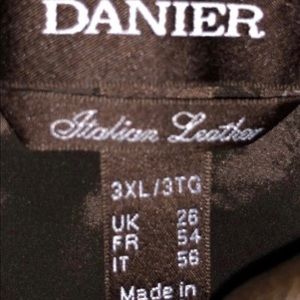 DANIER
Italian Leather
3XL/3TG
UK 26
FR 54
IT 56
Made in